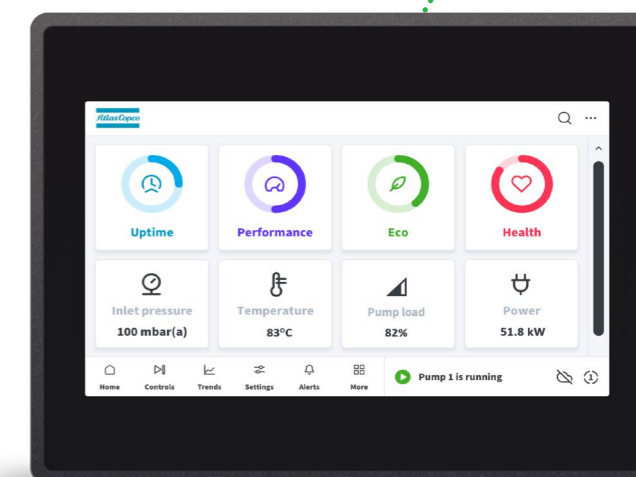 Atlas Copco
Uptime
Performance
Eco
Health
Inlet pressure
100 mbar(a)
Temperature
83°C
Pump load
82%
Power
51.8 kW
Home
Controls
Trends
Settings
Alerts
More
Pump 1 is running
1